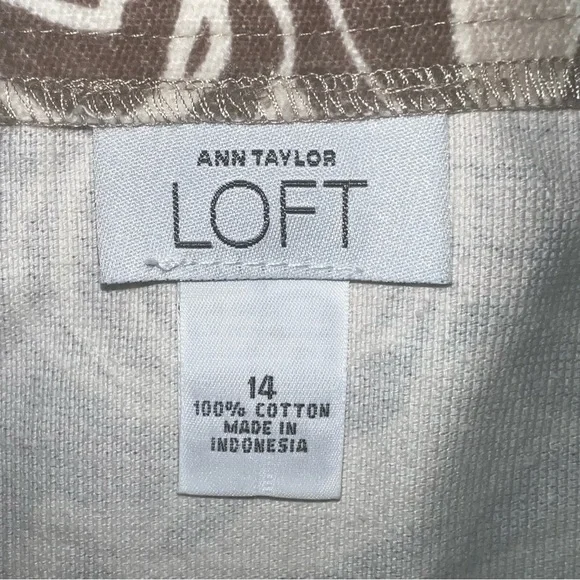 ANN TAYLOR
LOFT
14
100% COTTON
MADE IN
INDONESIA